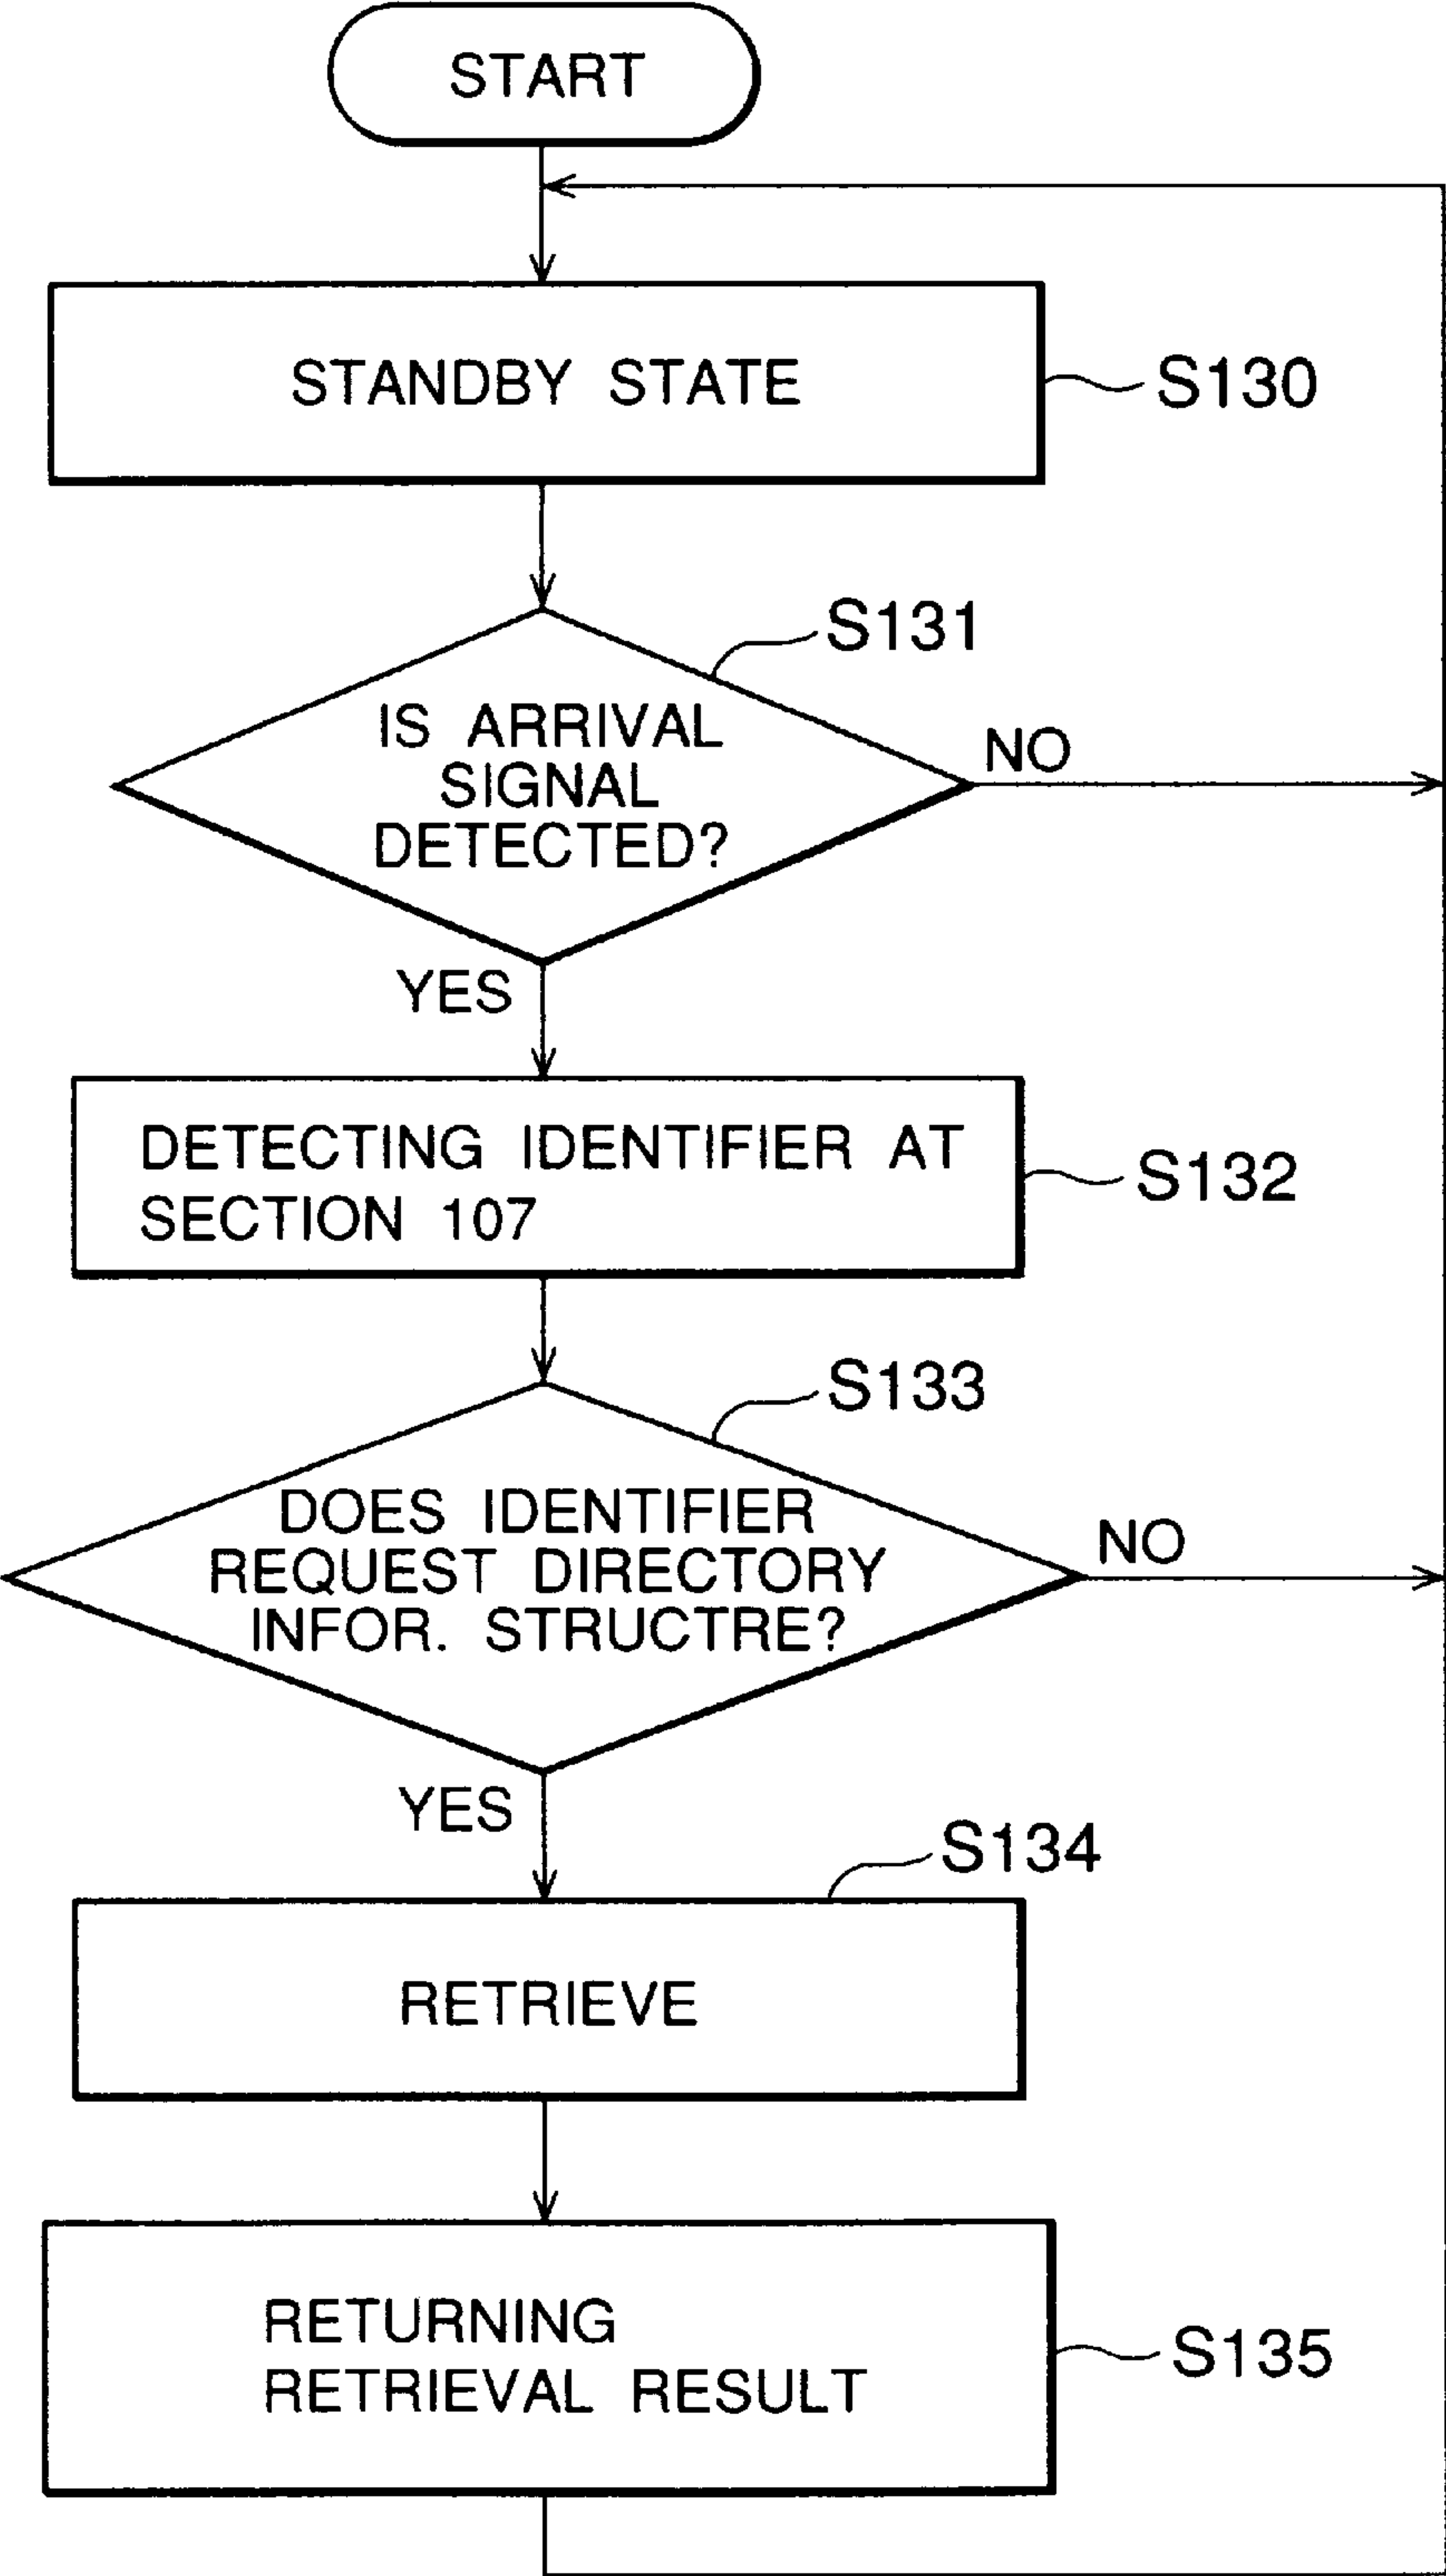 START
STANDBY STATE
S130
S131
IS ARRIVAL
SIGNAL
DETECTED?
NO
YES
DETECTING IDENTIFIER AT
SECTION 107
S132
S133
DOES IDENTIFIER
REQUEST DIRECTORY
INFOR. STRUCTRE?
NO
YES
S134
RETRIEVE
RETURNING
RETRIEVAL RESULT
S135